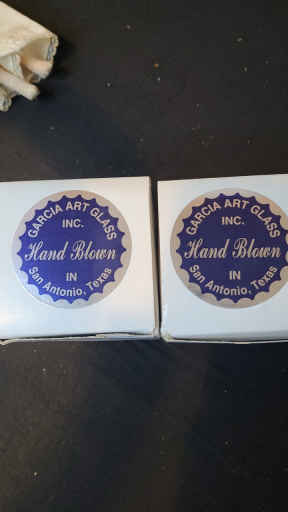 GARCIA ART GLASS
INC.
Hand Blown
IN
San Antonio, Texas
GARCIA ART GLASS
INC.
Hand Blown
IN
San Antonio, Texas